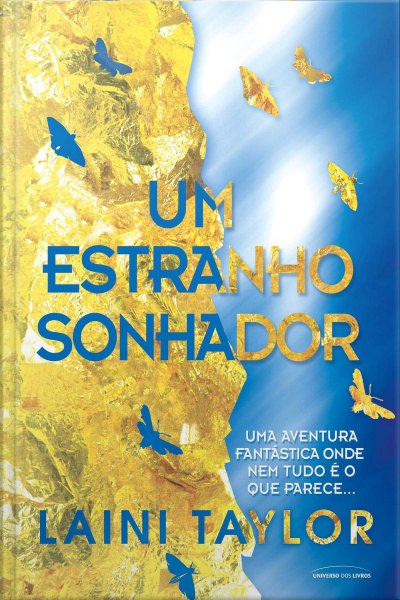 UM
ESTRANHO
SONHADOR
UMA AVENTURA
FANTÁSTICA ONDE
NEM TUDO É O
QUE PARECE...
LAINI TAYLOR
UNIVERSO DOS LIVROS